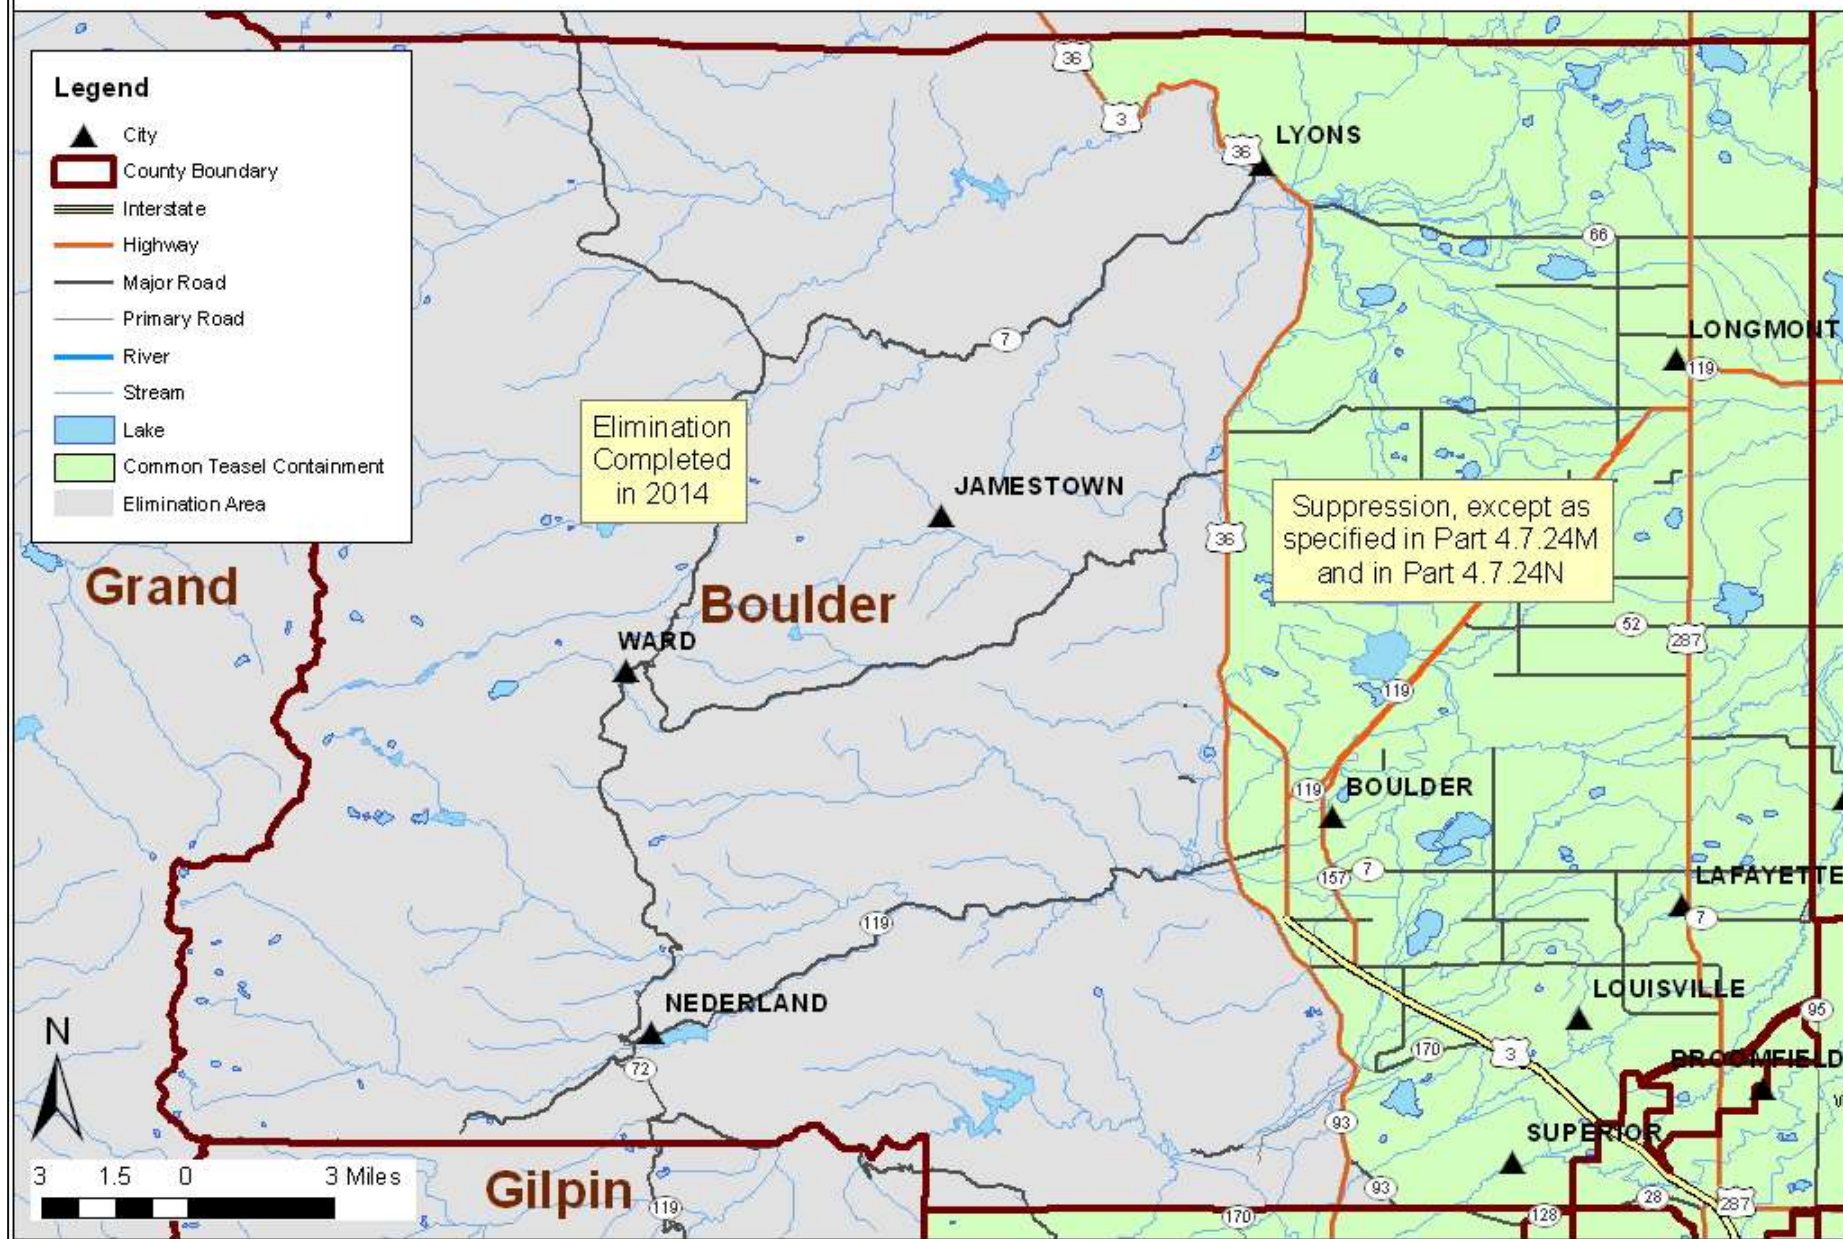 Legend
City
County Boundary
Interstate
Highway
Major Road
Primary Road
River
Stream
Lake
Common Teasel Containment
Elimination Area
36
3
36
LYONS
66
7
LONGMONT
119
Elimination
Completed
in 2014
JAMESTOWN
36
Suppression, except as
specified in Part 4.7.24M
and in Part 4.7.24N
Grand
Boulder
WARD
52
287
119
119
BOULDER
157
7
LAFAYETTE
7
119
NEDERLAND
LOUISVILLE
95
N
72
170
3
BROOMFIELD
93
SUPERIOR
3 1.5 0 3 Miles
Gilpin
119
93
28
170
128
287